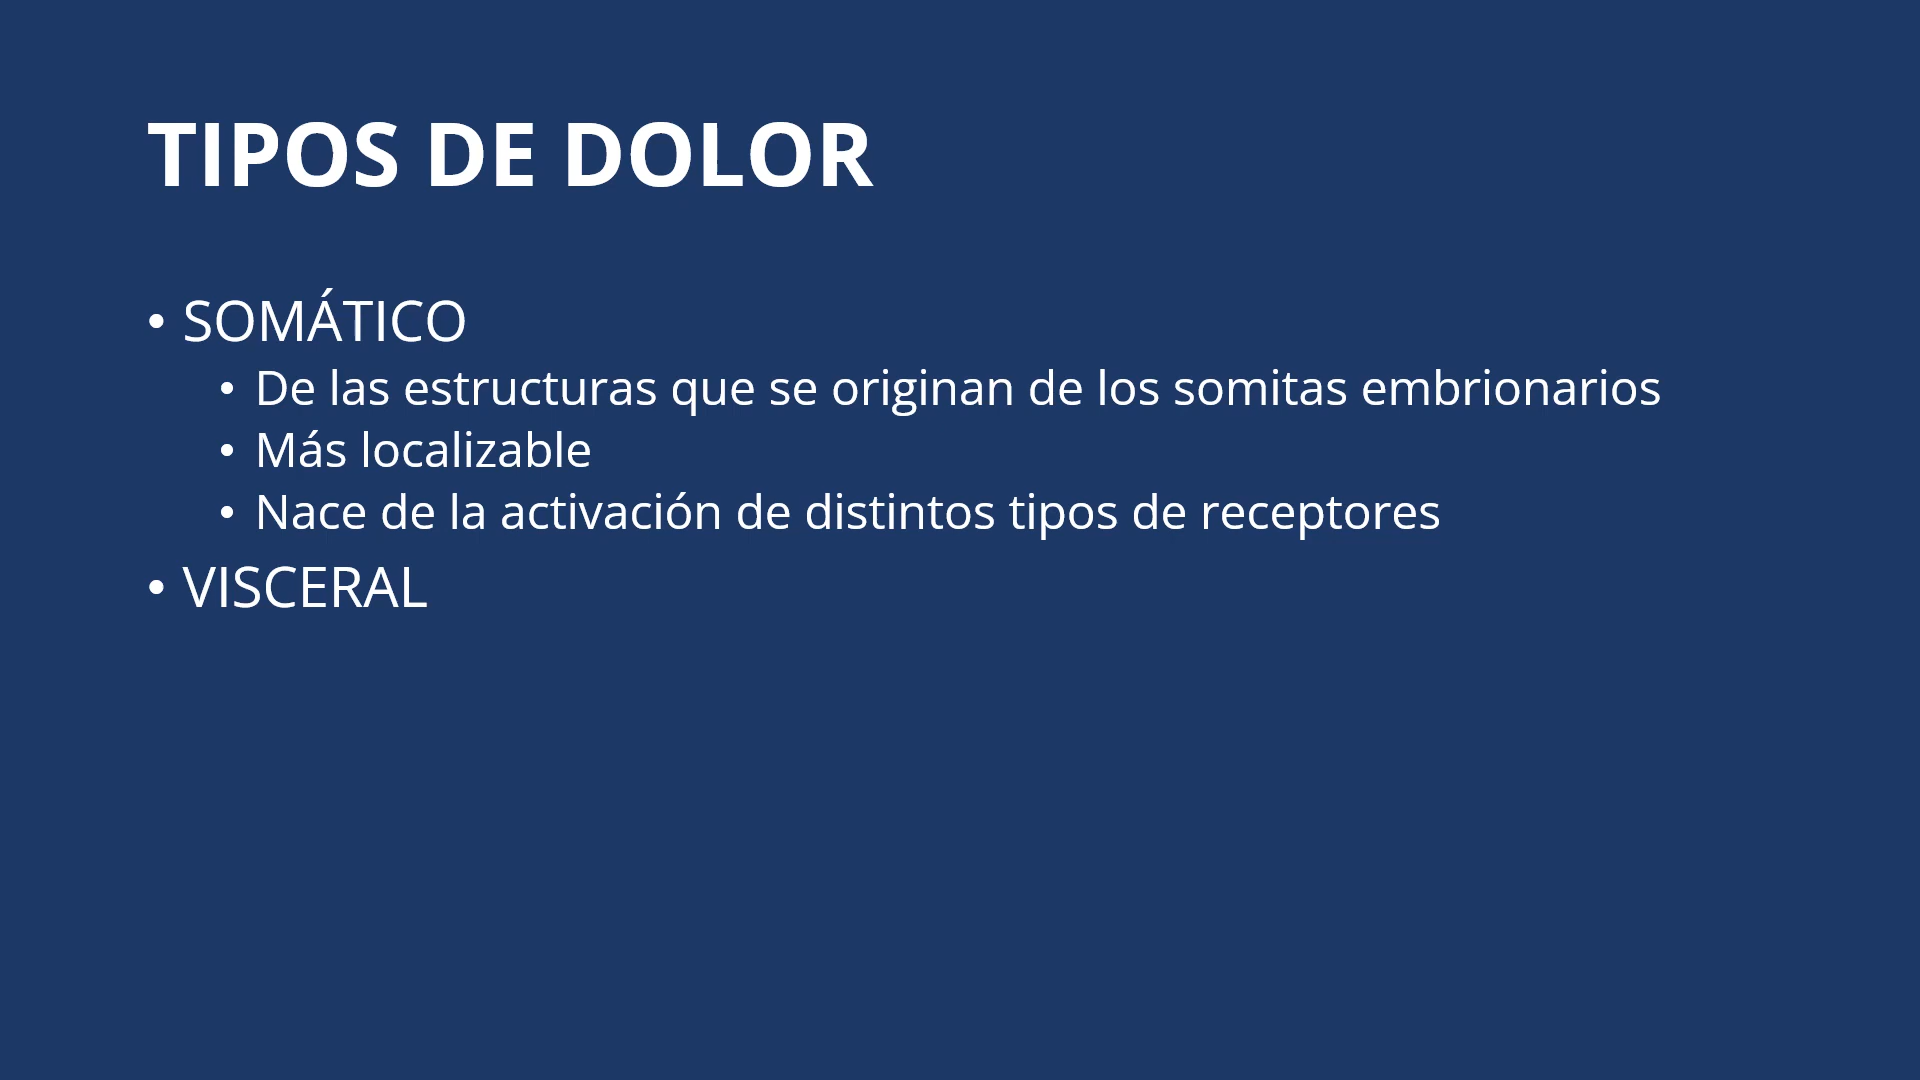 TIPOS DE DOLOR
• SOMÁTICO
• De las estructuras que se originan de los somitas embrionarios
• Más localizable
• Nace de la activación de distintos tipos de receptores
• VISCERAL